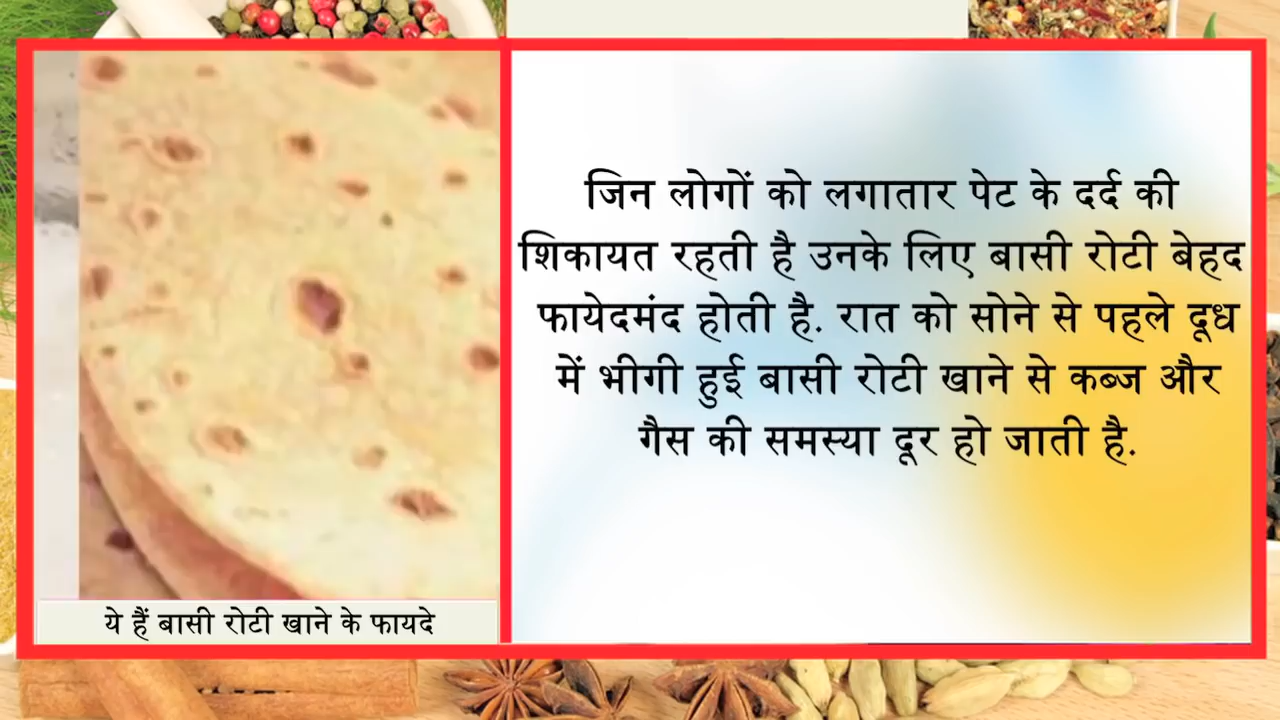 जिन लोगों को लगातार पेट के दर्द की
शिकायत रहती है उनके लिए बासी रोटी बेहद
फायेदमंद होती है. रात को सोने से पहले दूध
में भीगी हुई बासी रोटी खाने से कब्ज और
गैस की समस्या दूर हो जाती है.
ये हैं बासी रोटी खाने के फायदे